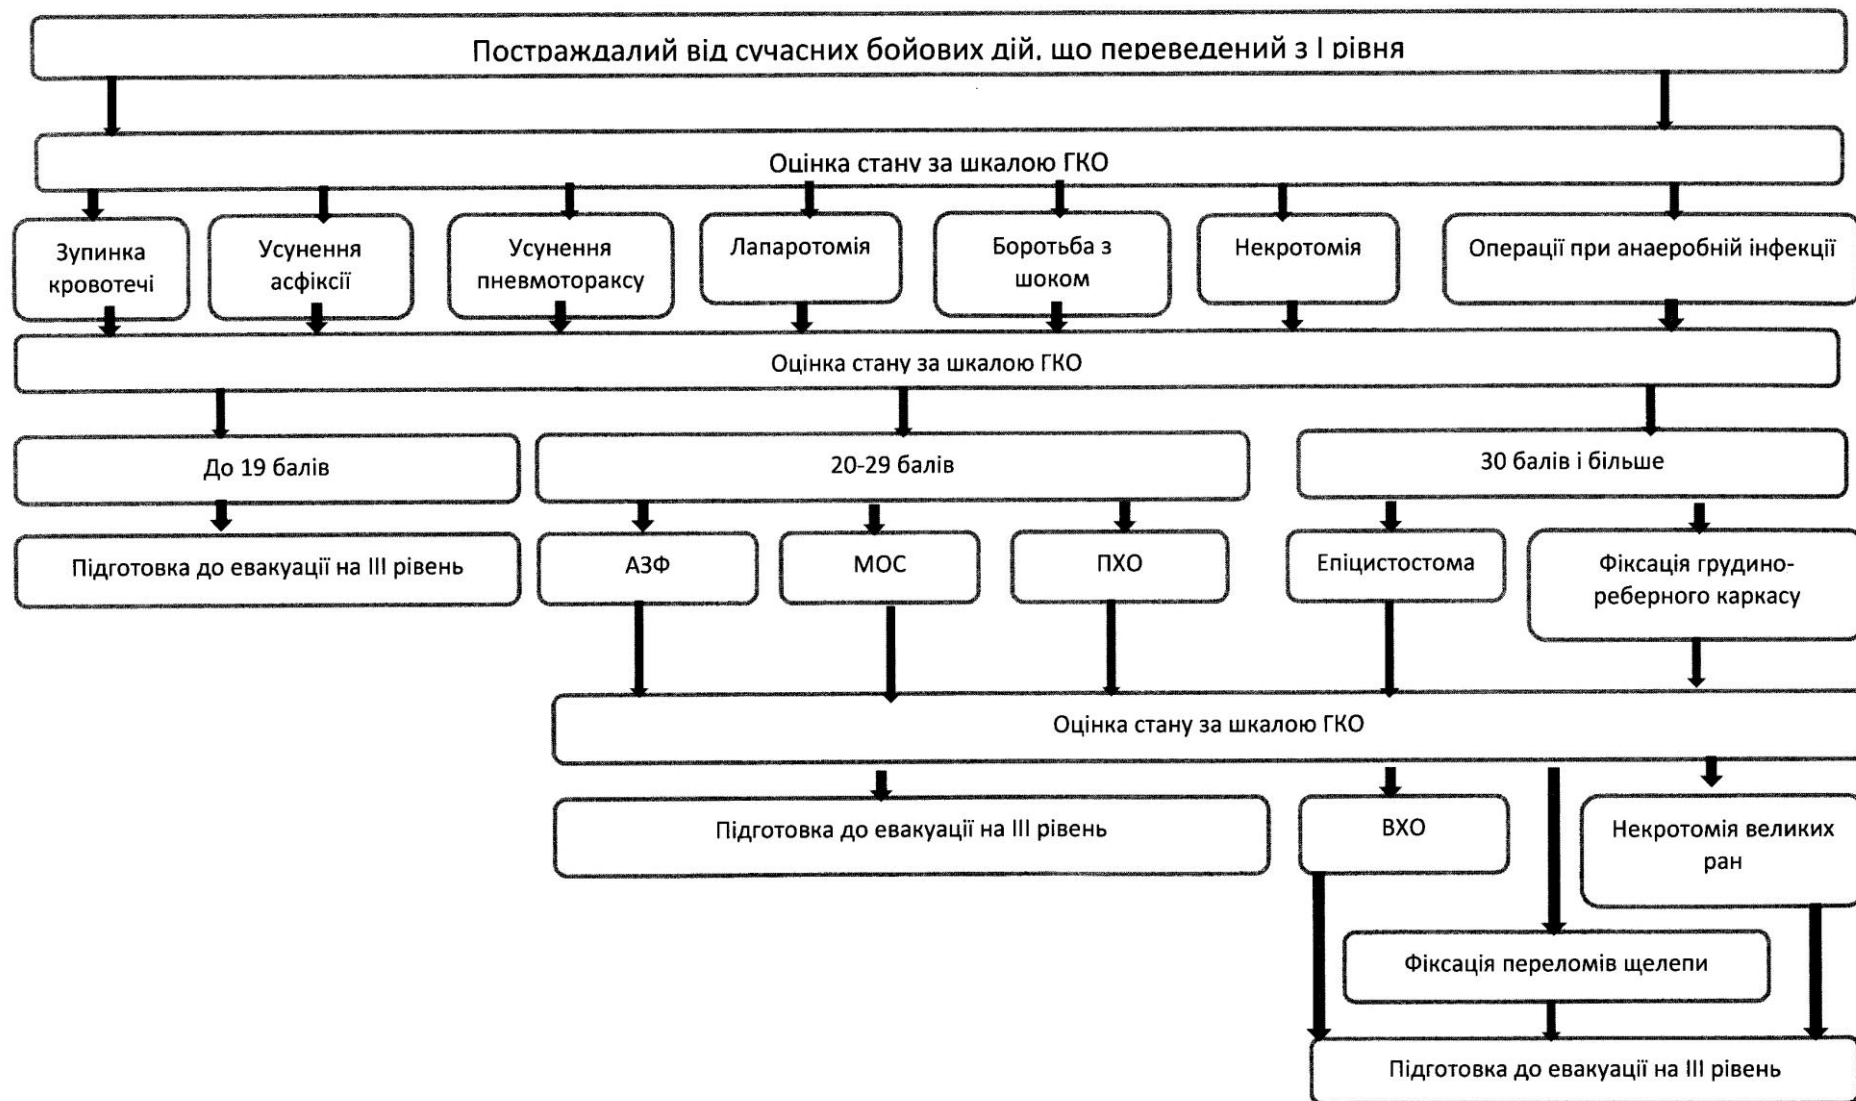 Постраждалий від сучасних бойових дій, що переведений з І рівня
Оцінка стану за шкалою ГКО
Зупинка
кровотечі
Усунення
асфіксії
Усунення
пневмотораксу
Лапаротомія
Боротьба з
шоком
Некротомія
Операції при анаеробній інфекції
Оцінка стану за шкалою ГКО
До 19 балів
20-29 балів
30 балів і більше
Підготовка до евакуації на ІІІ рівень
АЗФ
МОС
ПХО
Епіцистостома
Фіксація грудино-
реберного каркасу
Оцінка стану за шкалою ГКО
Підготовка до евакуації на ІІІ рівень
ВХО
Некротомія великих
ран
Фіксація переломів щелепи
Підготовка до евакуації на ІІІ рівень